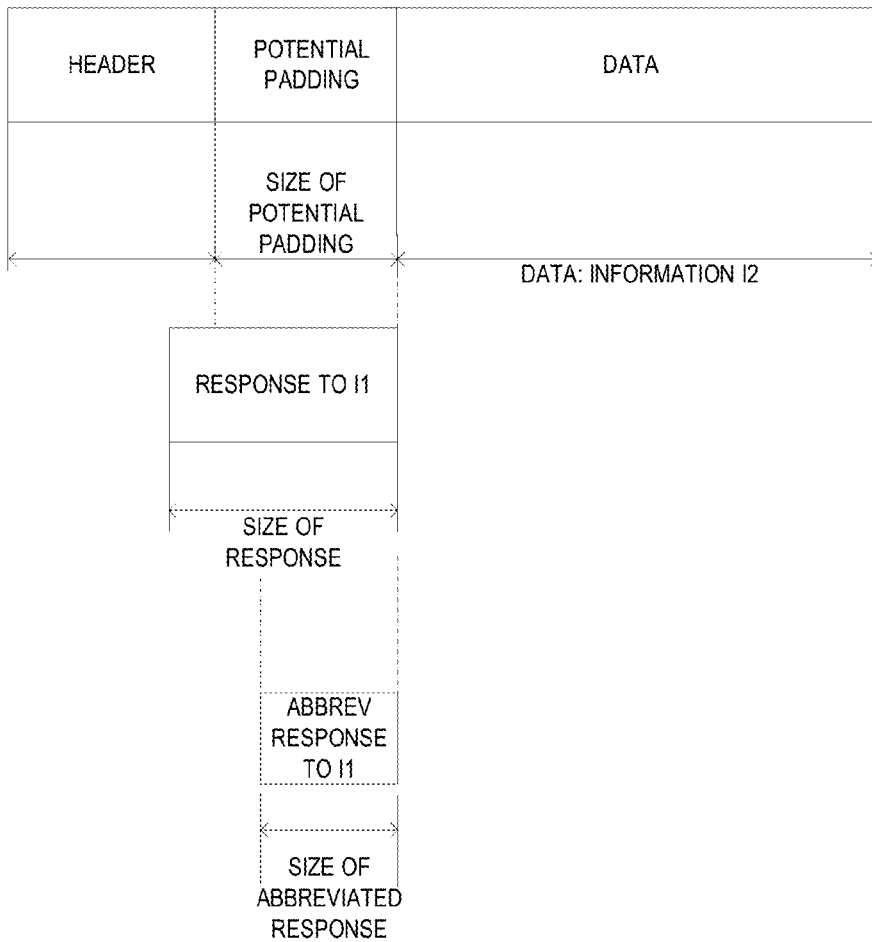 HEADER
POTENTIAL
PADDING
DATA
SIZE OF
POTENTIAL
PADDING
DATA: INFORMATION I2
RESPONSE TO I1
SIZE OF
RESPONSE
ABBREV
RESPONSE
TO I1
SIZE OF
ABBREVIATED
RESPONSE